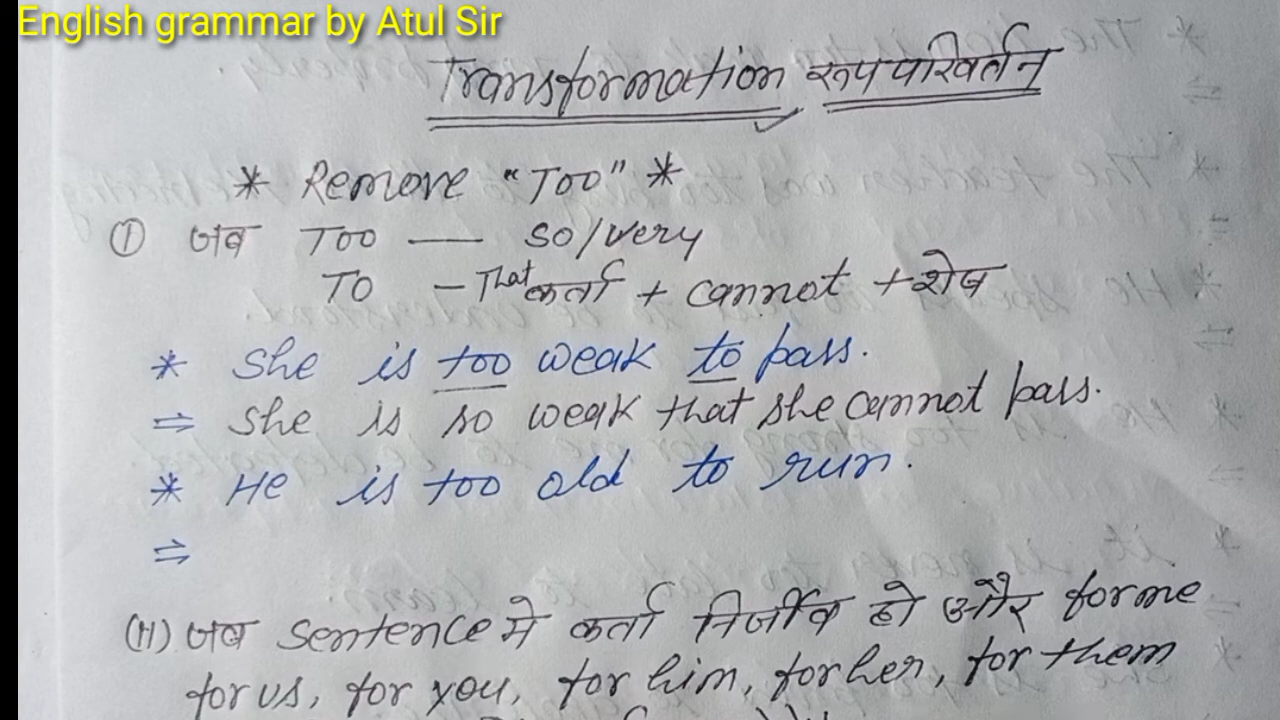 English grammar by Atul Sir
Transformation रूपपरिवर्तन
* Remove "Too" *
① जब Too — so/very
To – That कर्ता + cannot + शेष
* She is too weak to pass.
⇒ She is so weak that she cannot pass.
* He is too old to run.
⇒
(II) जब sentence मे कर्ता निर्जीव हो और for me
for us, for you, for him, for her, for them